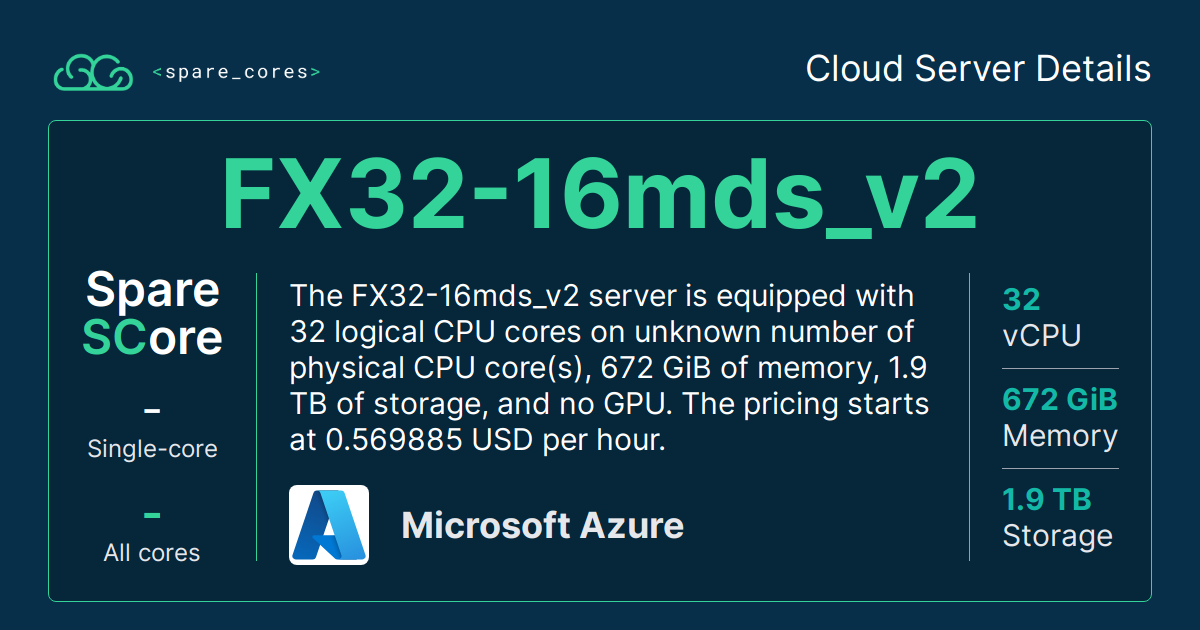 <spare_cores>
Cloud Server Details
FX32-16mds_v2
Spare
SCore
–
Single-core
–
All cores
The FX32-16mds_v2 server is equipped with
32 logical CPU cores on unknown number of
physical CPU core(s), 672 GiB of memory, 1.9
TB of storage, and no GPU. The pricing starts
at 0.569885 USD per hour.
Microsoft Azure
32
vCPU
672 GiB
Memory
1.9 TB
Storage